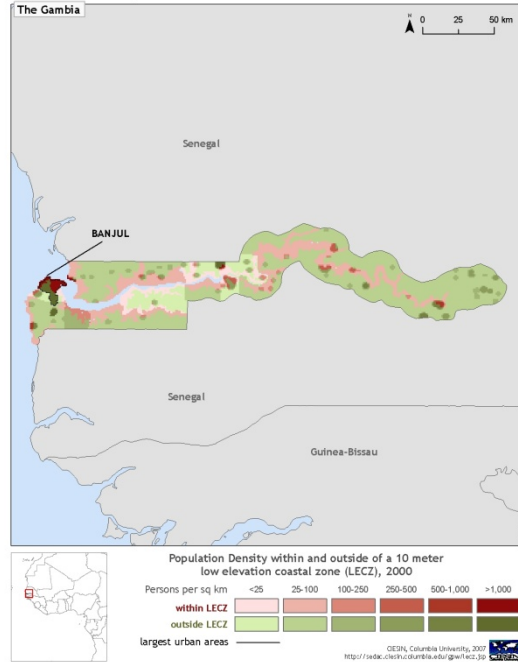 The Gambia
N
0 25 50 km
Senegal
BANJUL
Senegal
Guinea-Bissau
Population Density within and outside of a 10 meter
low elevation coastal zone (LECZ), 2000
Persons per sq km <25 25-100 100-250 250-500 500-1,000 >1,000
within LECZ
outside LECZ
largest urban areas
CIESIN, Columbia University, 2007
http://sedac.ciesin.columbia.edu/gpw/lecz.jsp
CIESIN